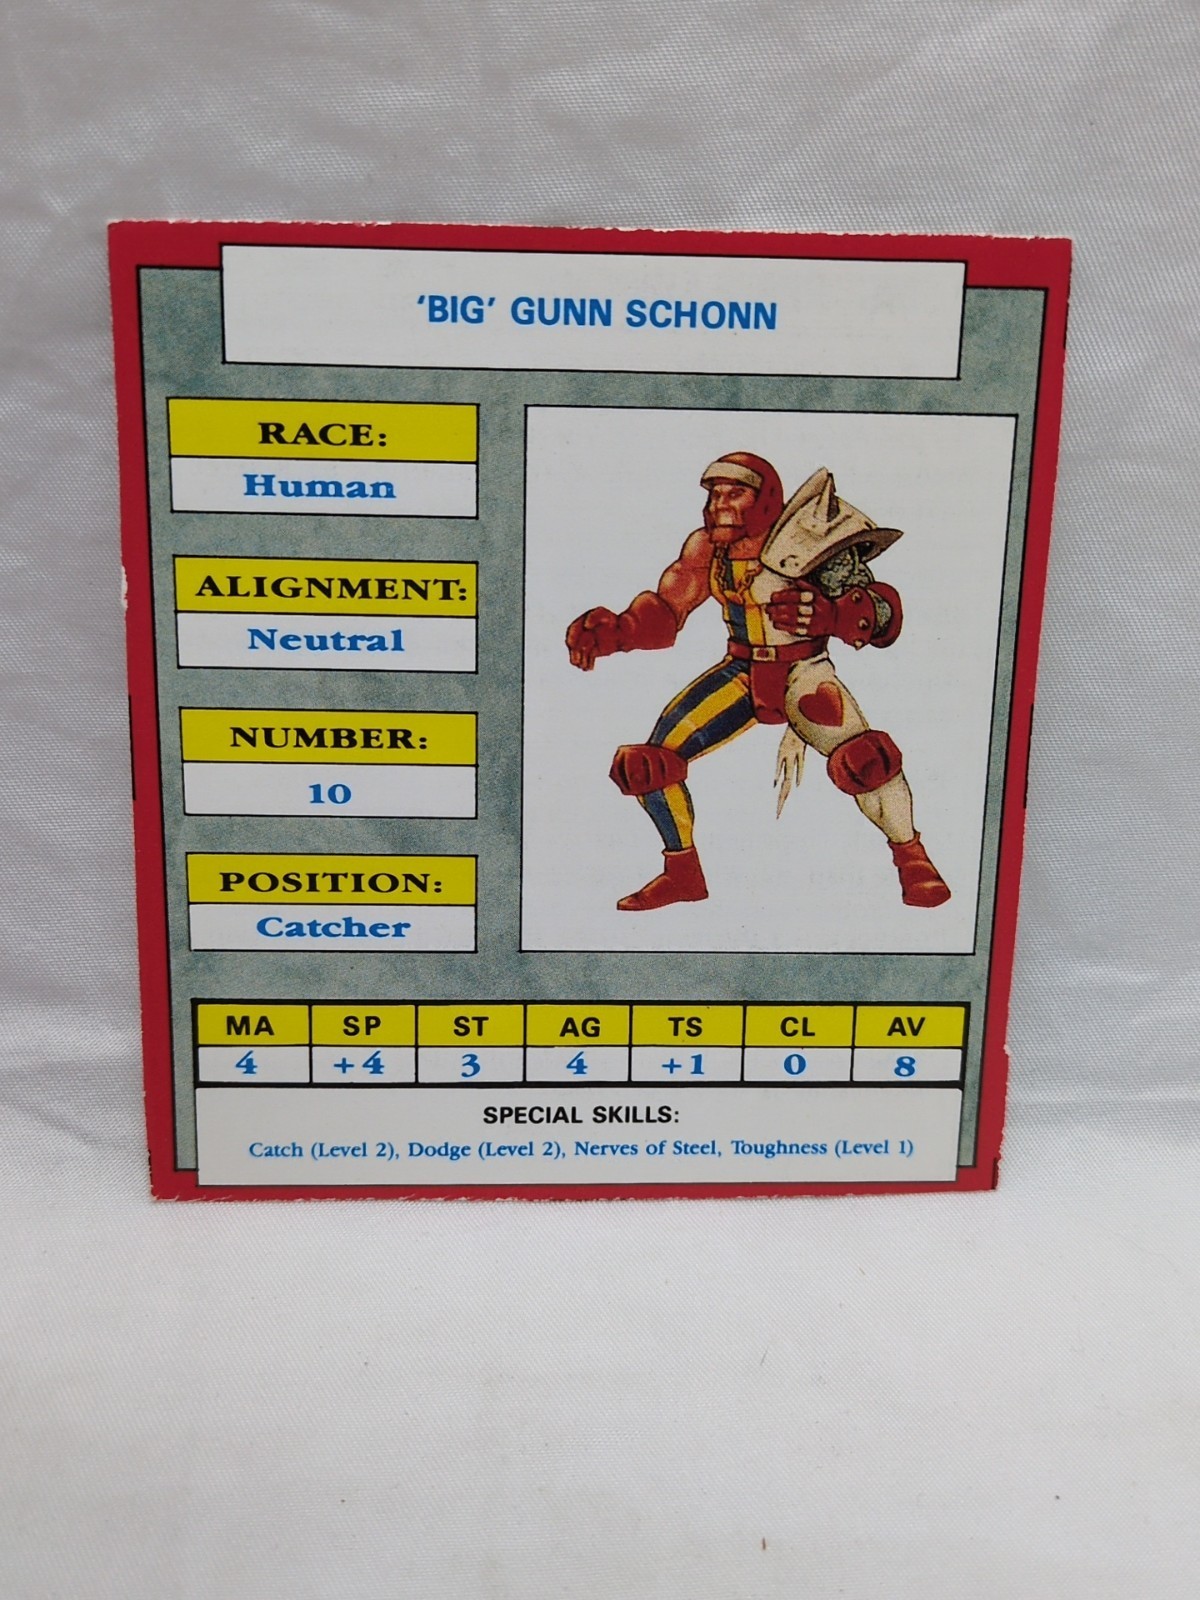 ‘BIG’ GUNN SCHONN
RACE:
Human
ALIGNMENT:
Neutral
NUMBER:
10
POSITION:
Catcher
MA SP ST AG TS CL AV
4 +4 3 4 +1 0 8
SPECIAL SKILLS:
Catch (Level 2), Dodge (Level 2), Nerves of Steel, Toughness (Level 1)